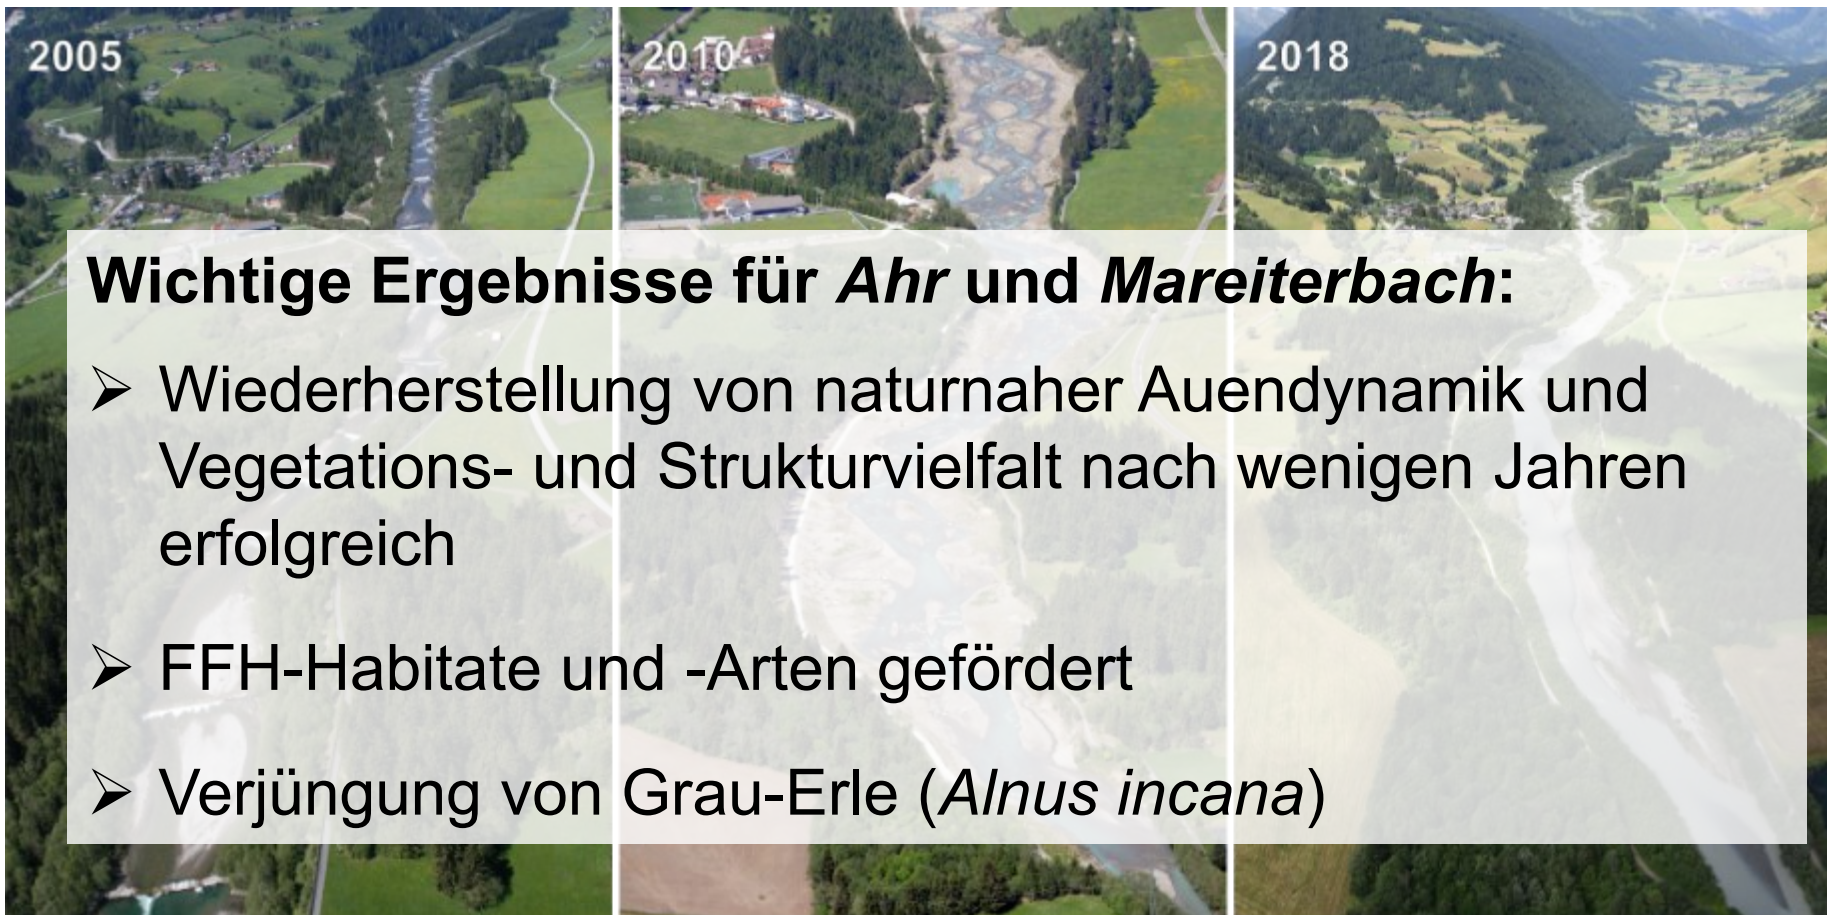 2005
2010
2018
Wichtige Ergebnisse für Ahr und Mareiterbach:
➢ Wiederherstellung von naturnaher Auendynamik und
Vegetations- und Strukturvielfalt nach wenigen Jahren
erfolgreich
➢ FFH-Habitate und -Arten gefördert
➢ Verjüngung von Grau-Erle (Alnus incana)